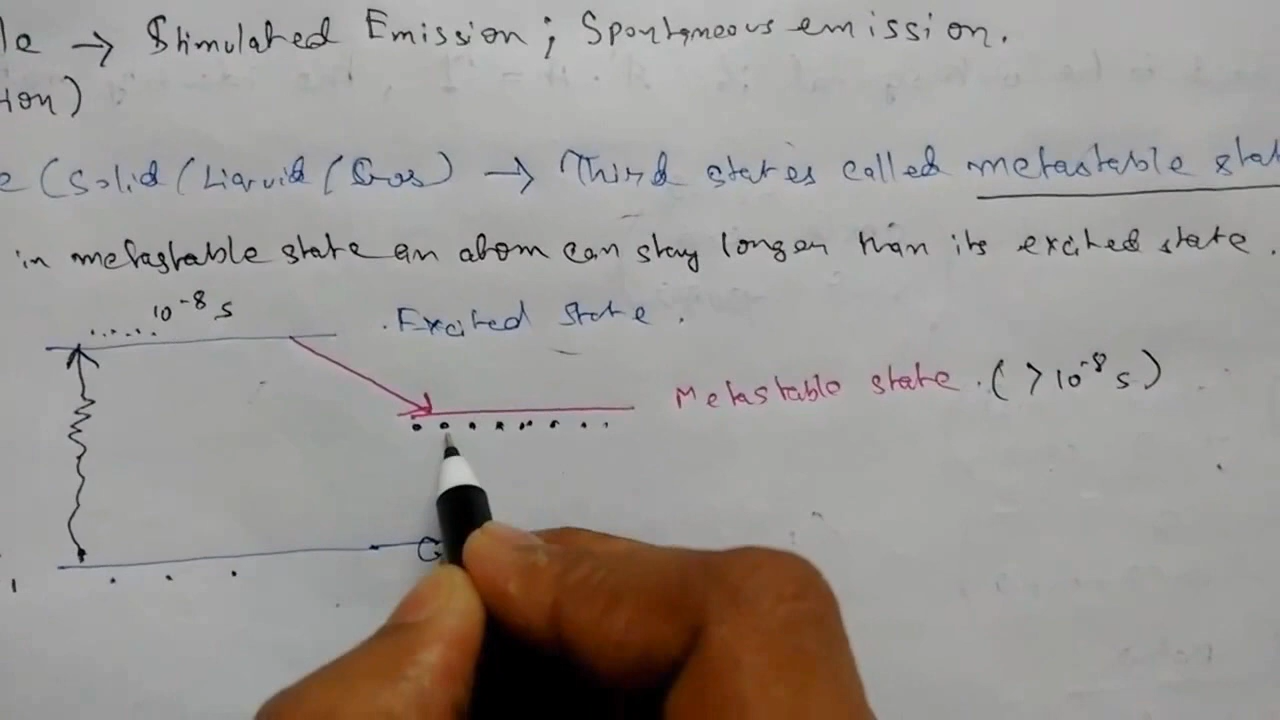 le → Stimulated Emission ; Spontaneous emission.
tion)
e (Solid / Liquid / Gas) → Third states called metastable stat
in metastable state an atom can stay longer than its excited state.
10⁻⁸ s
Excited state.
Metastable state. (> 10⁻⁸ s)
G